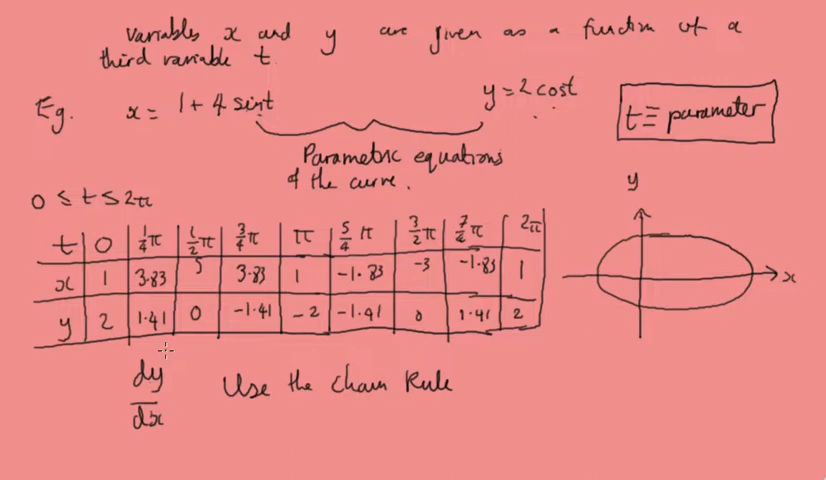 variables x and y are given as a function of a
third variable t.
Eg. x = 1 + 4 sint y = 2 cost
t ≡ parameter
Parametric equations
of the curve.
0 ≤ t ≤ 2π
t 0 1/4 π 1/2 π 3/4 π π 5/4 π 3/2 π 7/4 π 2π
x 1 3.83 5 3.83 1 -1.83 -3 -1.83 1
y 2 1.41 0 -1.41 -2 -1.41 0 1.41 2
y
x
dy/dx Use the Chain Rule